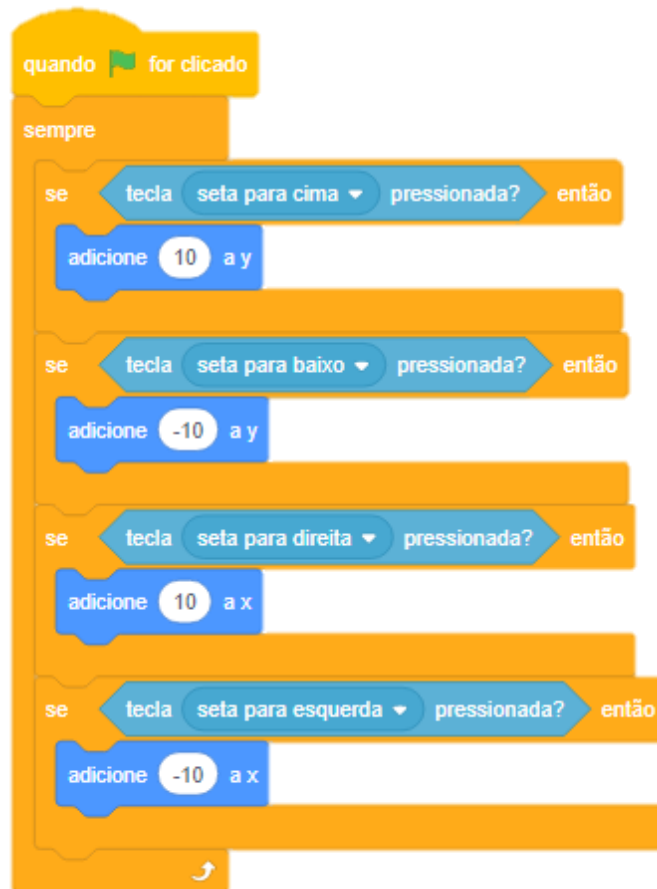 quando for clicado
sempre
se tecla seta para cima pressionada? então
adicione 10 a y
se tecla seta para baixo pressionada? então
adicione -10 a y
se tecla seta para direita pressionada? então
adicione 10 a x
se tecla seta para esquerda pressionada? então
adicione -10 a x